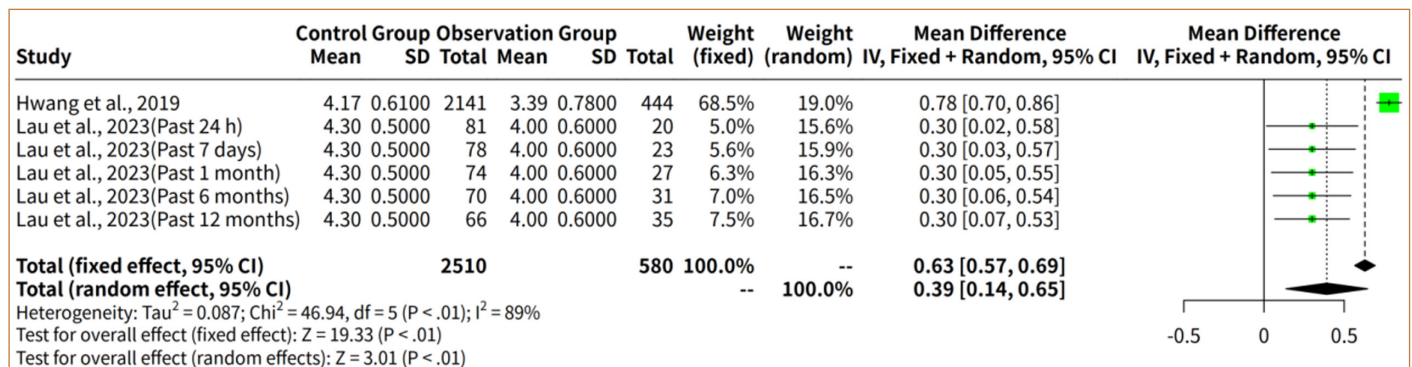 Control Group Observation Group Weight Weight Mean Difference Mean Difference
Study Mean SD Total Mean SD Total (fixed) (random) IV, Fixed + Random, 95% CI IV, Fixed + Random, 95% CI
Hwang et al., 2019 4.17 0.6100 2141 3.39 0.7800 444 68.5% 19.0% 0.78 [0.70, 0.86]
Lau et al., 2023(Past 24 h) 4.30 0.5000 81 4.00 0.6000 20 5.0% 15.6% 0.30 [0.02, 0.58]
Lau et al., 2023(Past 7 days) 4.30 0.5000 78 4.00 0.6000 23 5.6% 15.9% 0.30 [0.03, 0.57]
Lau et al., 2023(Past 1 month) 4.30 0.5000 74 4.00 0.6000 27 6.3% 16.3% 0.30 [0.05, 0.55]
Lau et al., 2023(Past 6 months) 4.30 0.5000 70 4.00 0.6000 31 7.0% 16.5% 0.30 [0.06, 0.54]
Lau et al., 2023(Past 12 months) 4.30 0.5000 66 4.00 0.6000 35 7.5% 16.7% 0.30 [0.07, 0.53]
Total (fixed effect, 95% CI) 2510 580 100.0% -- 0.63 [0.57, 0.69]
Total (random effect, 95% CI) -- 100.0% 0.39 [0.14, 0.65]
Heterogeneity: Tau² = 0.087; Chi² = 46.94, df = 5 (P < .01); I² = 89%
Test for overall effect (fixed effect): Z = 19.33 (P < .01)
-0.5 0 0.5
Test for overall effect (random effects): Z = 3.01 (P < .01)